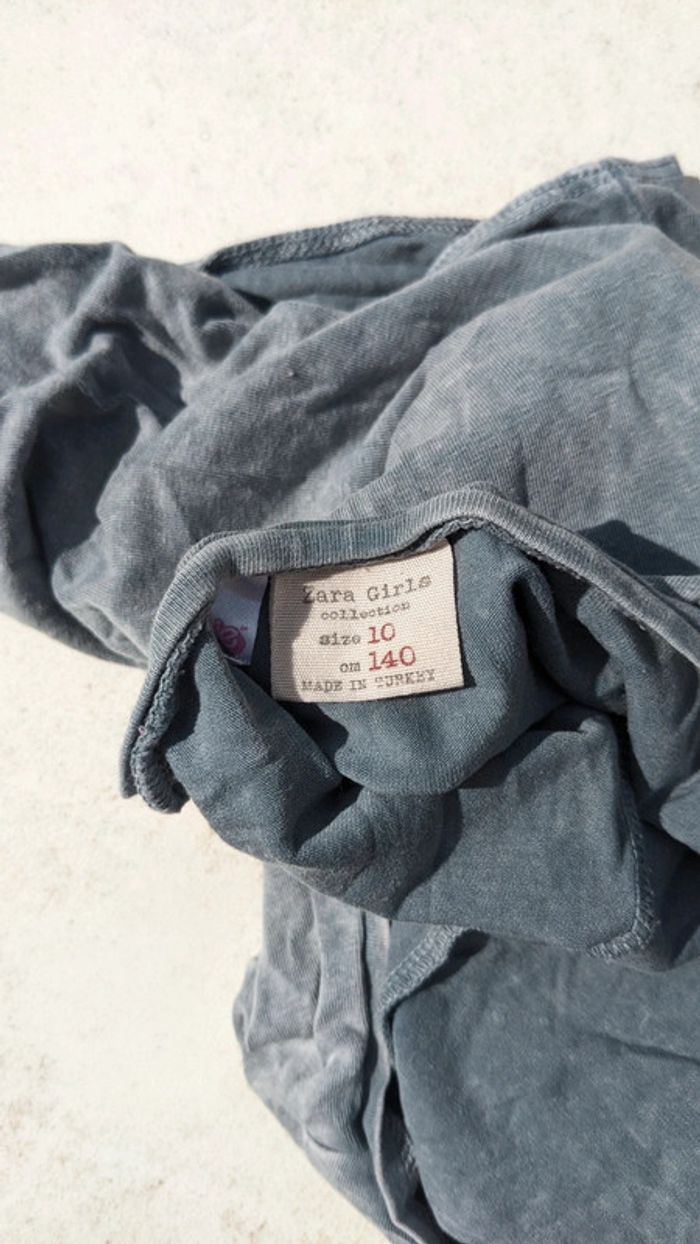 Zara Girls
collection
size 10
cm 140
MADE IN TURKEY